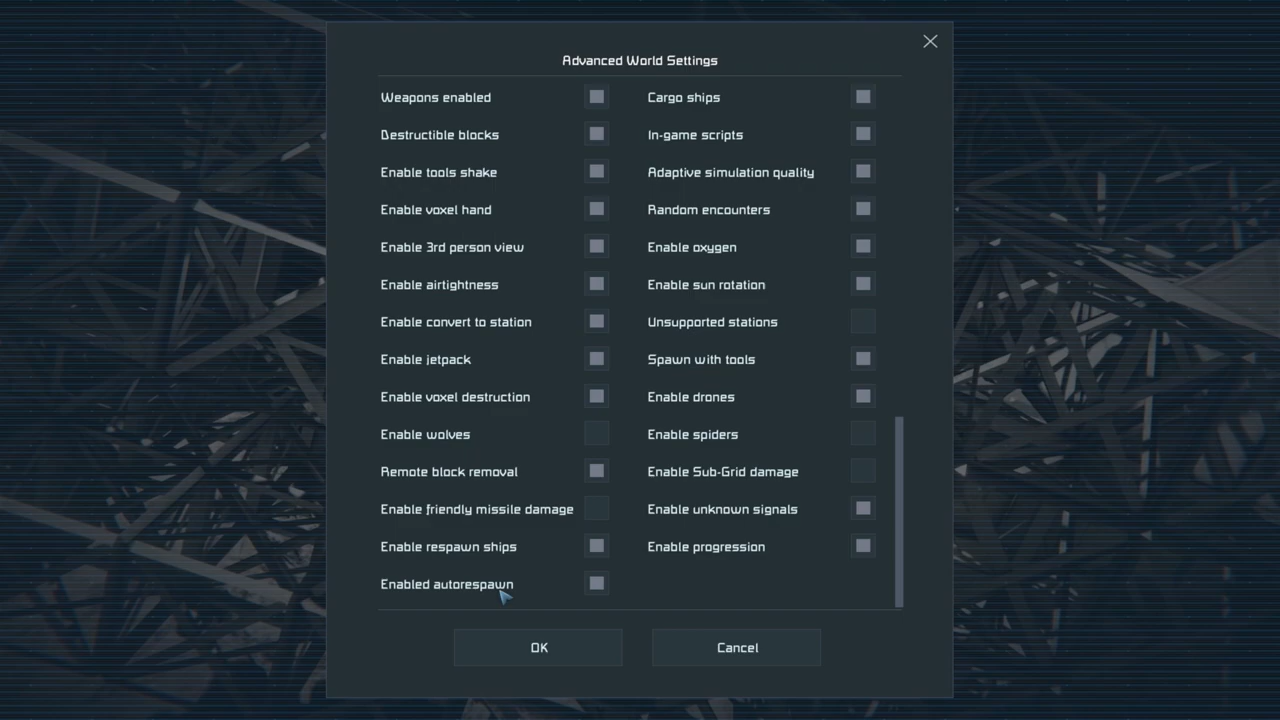 Advanced World Settings
Weapons enabled Cargo ships
Destructible blocks In-game scripts
Enable tools shake Adaptive simulation quality
Enable voxel hand Random encounters
Enable 3rd person view Enable oxygen
Enable airtightness Enable sun rotation
Enable convert to station Unsupported stations
Enable jetpack Spawn with tools
Enable voxel destruction Enable drones
Enable wolves Enable spiders
Remote block removal Enable Sub-Grid damage
Enable friendly missile damage Enable unknown signals
Enable respawn ships Enable progression
Enabled autorespawn
OK Cancel